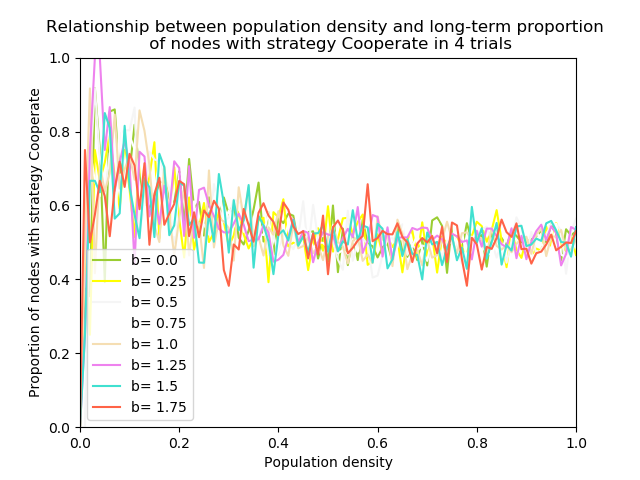 Relationship between population density and long-term proportion
of nodes with strategy Cooperate in 4 trials
Proportion of nodes with strategy Cooperate
1.0
0.8
0.6
0.4
0.2
0.0
b= 0.0
b= 0.25
b= 0.5
b= 0.75
b= 1.0
b= 1.25
b= 1.5
b= 1.75
0.0 0.2 0.4 0.6 0.8 1.0
Population density